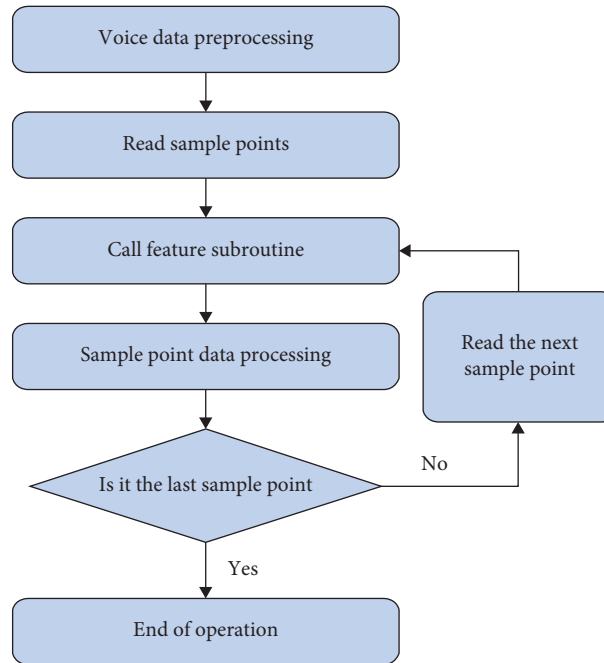 Voice data preprocessing
Read sample points
Call feature subroutine
Sample point data processing
Read the next
sample point
Is it the last sample point
No
Yes
End of operation